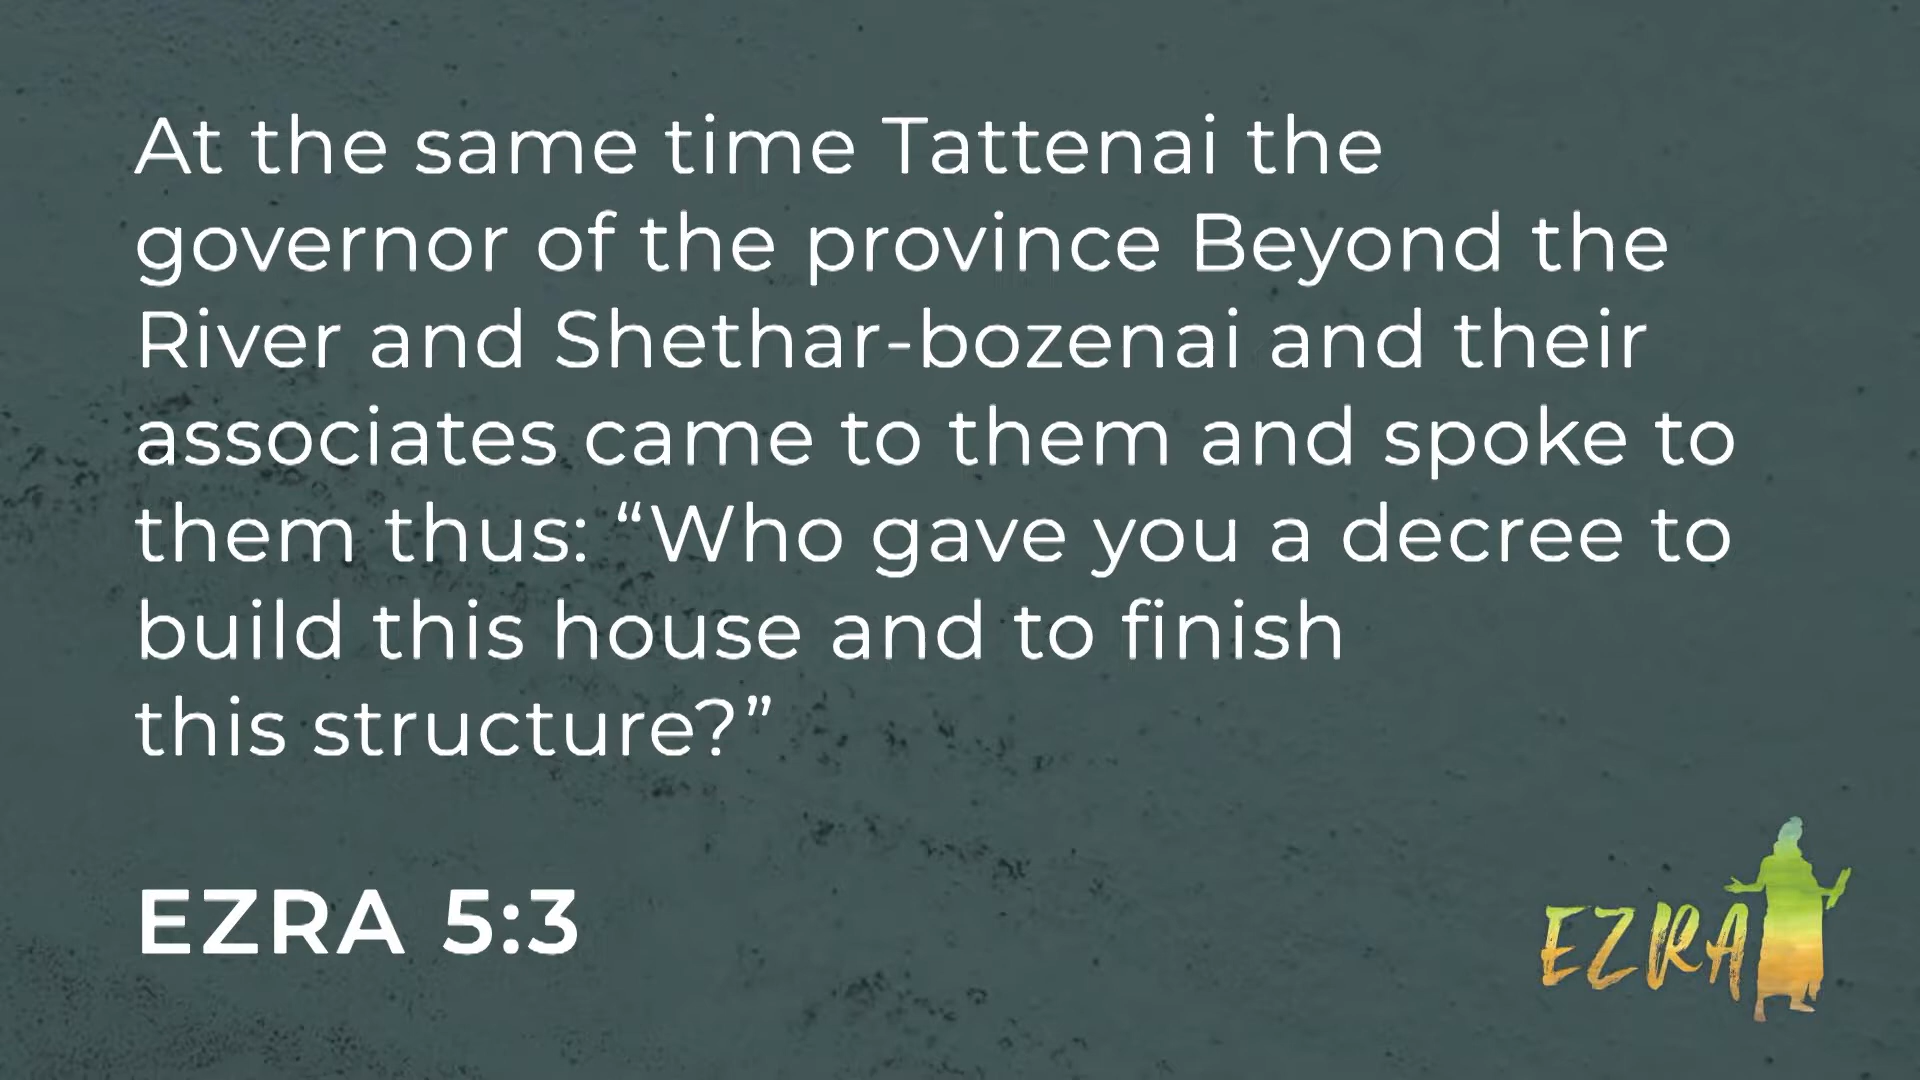 At the same time Tattenai the
governor of the province Beyond the
River and Shethar-bozenai and their
associates came to them and spoke to
them thus: “Who gave you a decree to
build this house and to finish
this structure?”
EZRA 5:3
EZRA